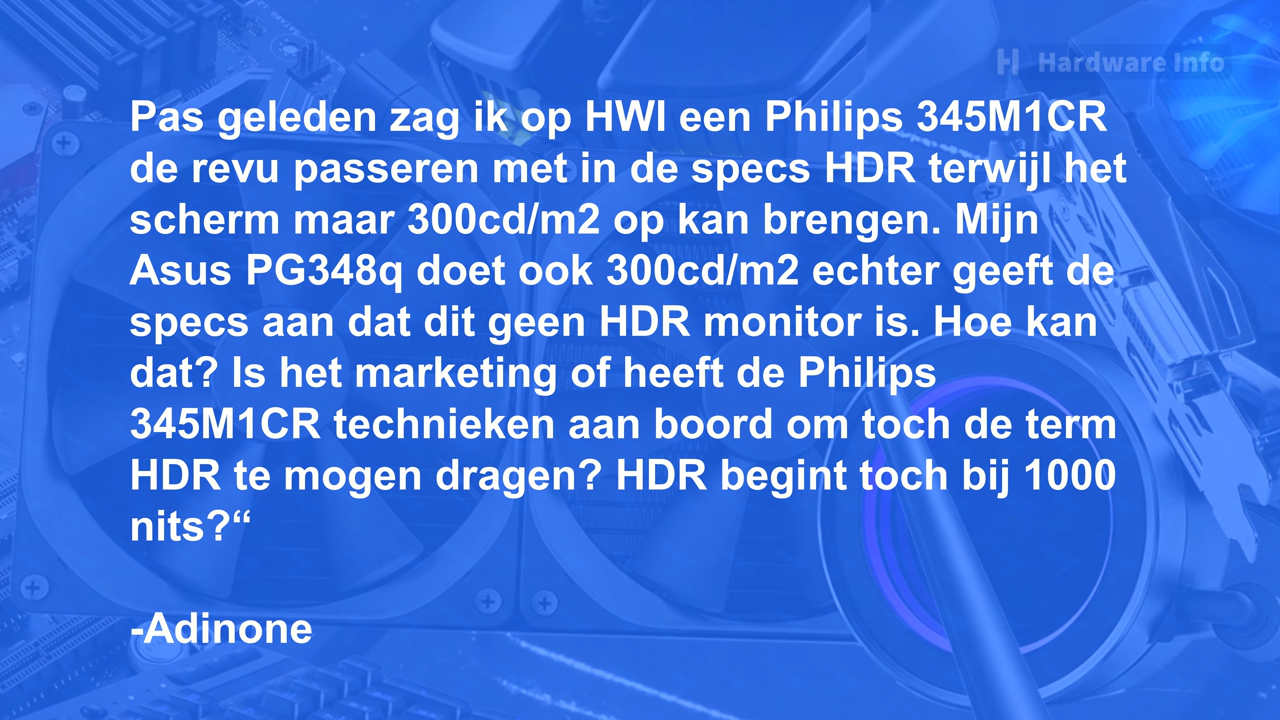 Hardware Info
Pas geleden zag ik op HWI een Philips 345M1CR
de revu passeren met in de specs HDR terwijl het
scherm maar 300cd/m2 op kan brengen. Mijn
Asus PG348q doet ook 300cd/m2 echter geeft de
specs aan dat dit geen HDR monitor is. Hoe kan
dat? Is het marketing of heeft de Philips
345M1CR technieken aan boord om toch de term
HDR te mogen dragen? HDR begint toch bij 1000
nits?“
-Adinone